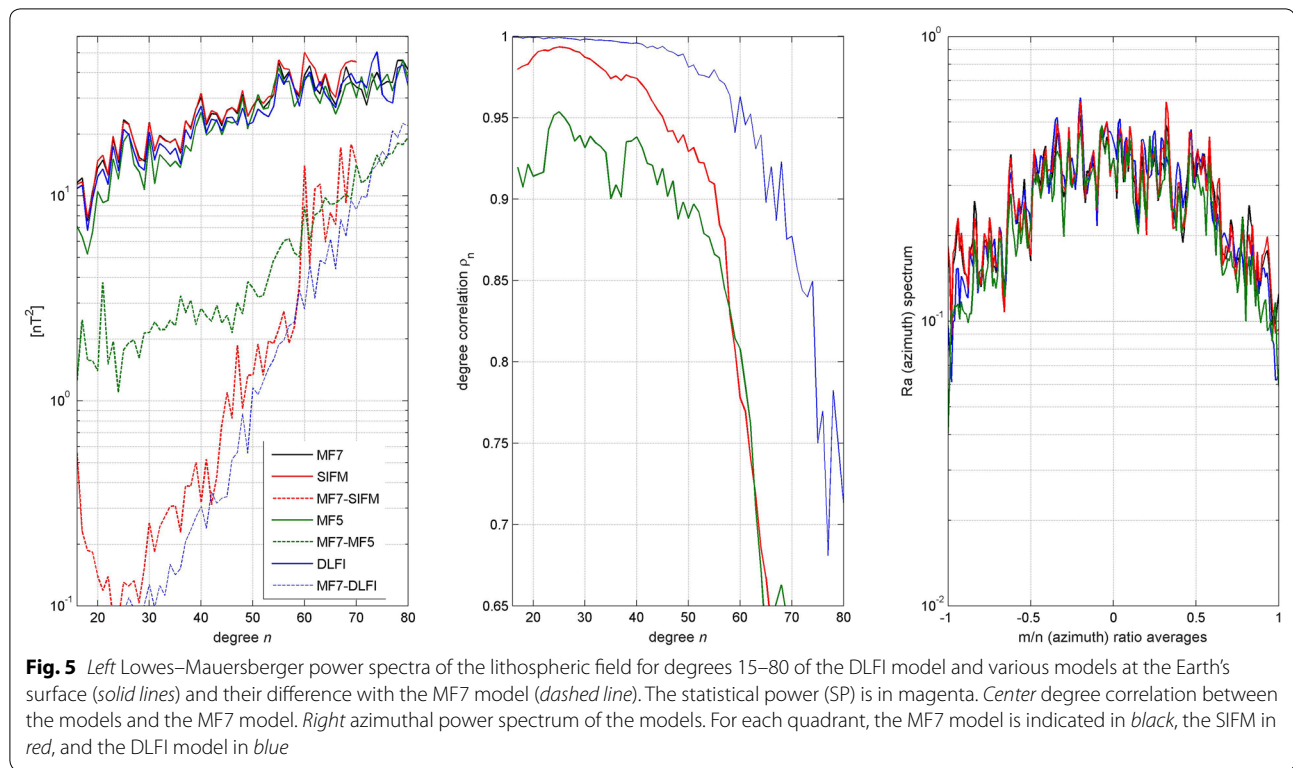 [nT²]
10¹
10⁰
10⁻¹
20 30 40 50 60 70 80
degree n
MF7
SIFM
MF7-SIFM
MF5
MF7-MF5
DLFI
MF7-DLFI
degree correlation ρₙ
1
0.95
0.9
0.85
0.8
0.75
0.7
0.65
20 30 40 50 60 70 80
degree n
Ra (azimuth) spectrum
10⁰
10⁻¹
10⁻²
-1 -0.5 0 0.5 1
m/n (azimuth) ratio averages
Fig. 5 Left Lowes–Mauersberger power spectra of the lithospheric field for degrees 15–80 of the DLFI model and various models at the Earth's
surface (solid lines) and their difference with the MF7 model (dashed line). The statistical power (SP) is in magenta. Center degree correlation between
the models and the MF7 model. Right azimuthal power spectrum of the models. For each quadrant, the MF7 model is indicated in black, the SIFM in
red, and the DLFI model in blue